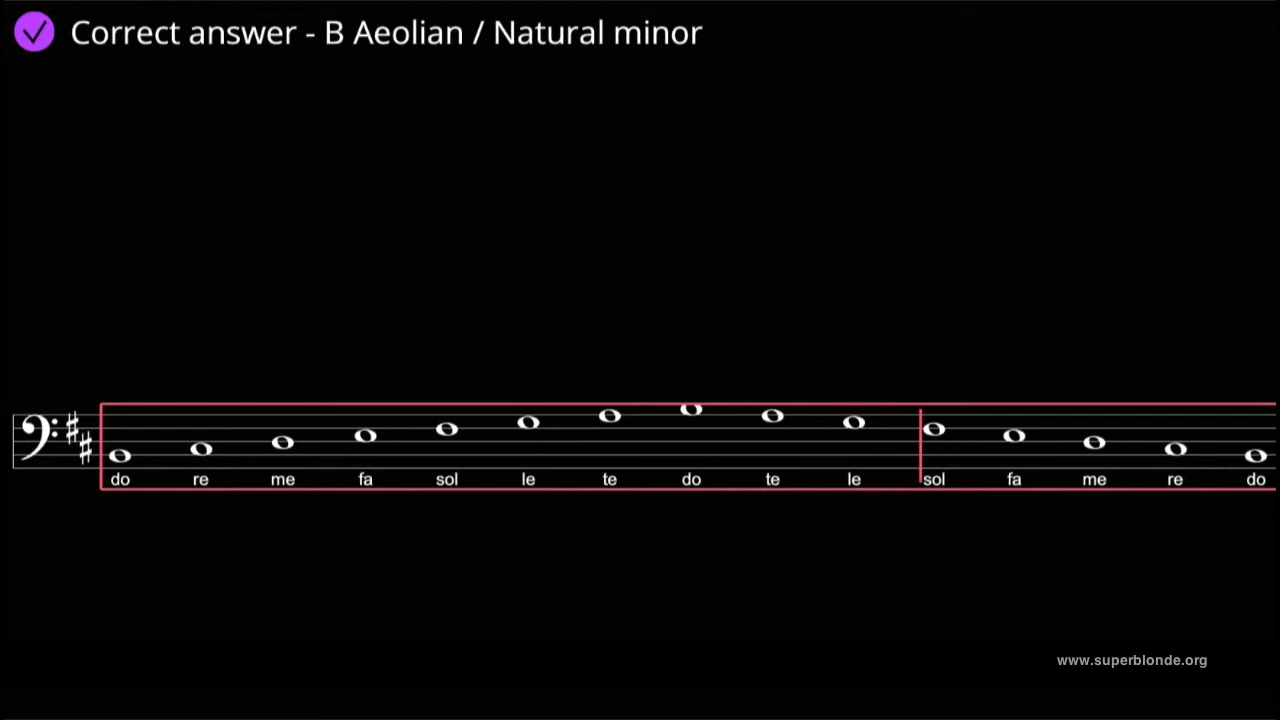 Correct answer - B Aeolian / Natural minor
do re me fa sol le te do te le sol fa me re do
www.superblonde.org